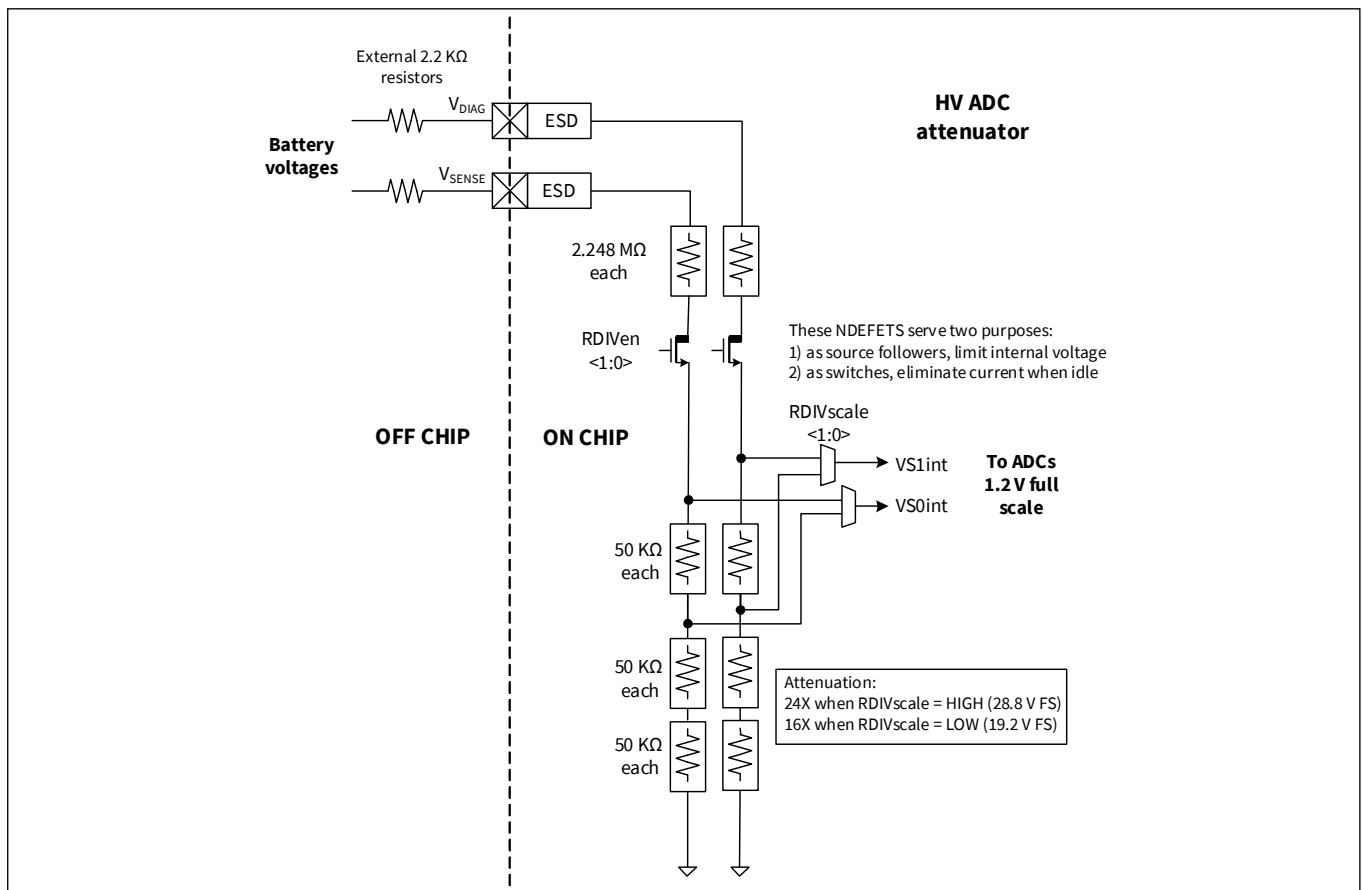 External 2.2 KΩ
resistors
V_DIAG
ESD
HV ADC
attenuator
Battery
voltages
V_SENSE
ESD
2.248 MΩ
each
RDIVen
<1:0>
These NDEFETS serve two purposes:
1) as source followers, limit internal voltage
2) as switches, eliminate current when idle
RDIVscale
<1:0>
OFF CHIP
ON CHIP
VS1int
To ADCs
1.2 V full
scale
VS0int
50 KΩ
each
50 KΩ
each
Attenuation:
24X when RDIVscale = HIGH (28.8 V FS)
16X when RDIVscale = LOW (19.2 V FS)
50 KΩ
each